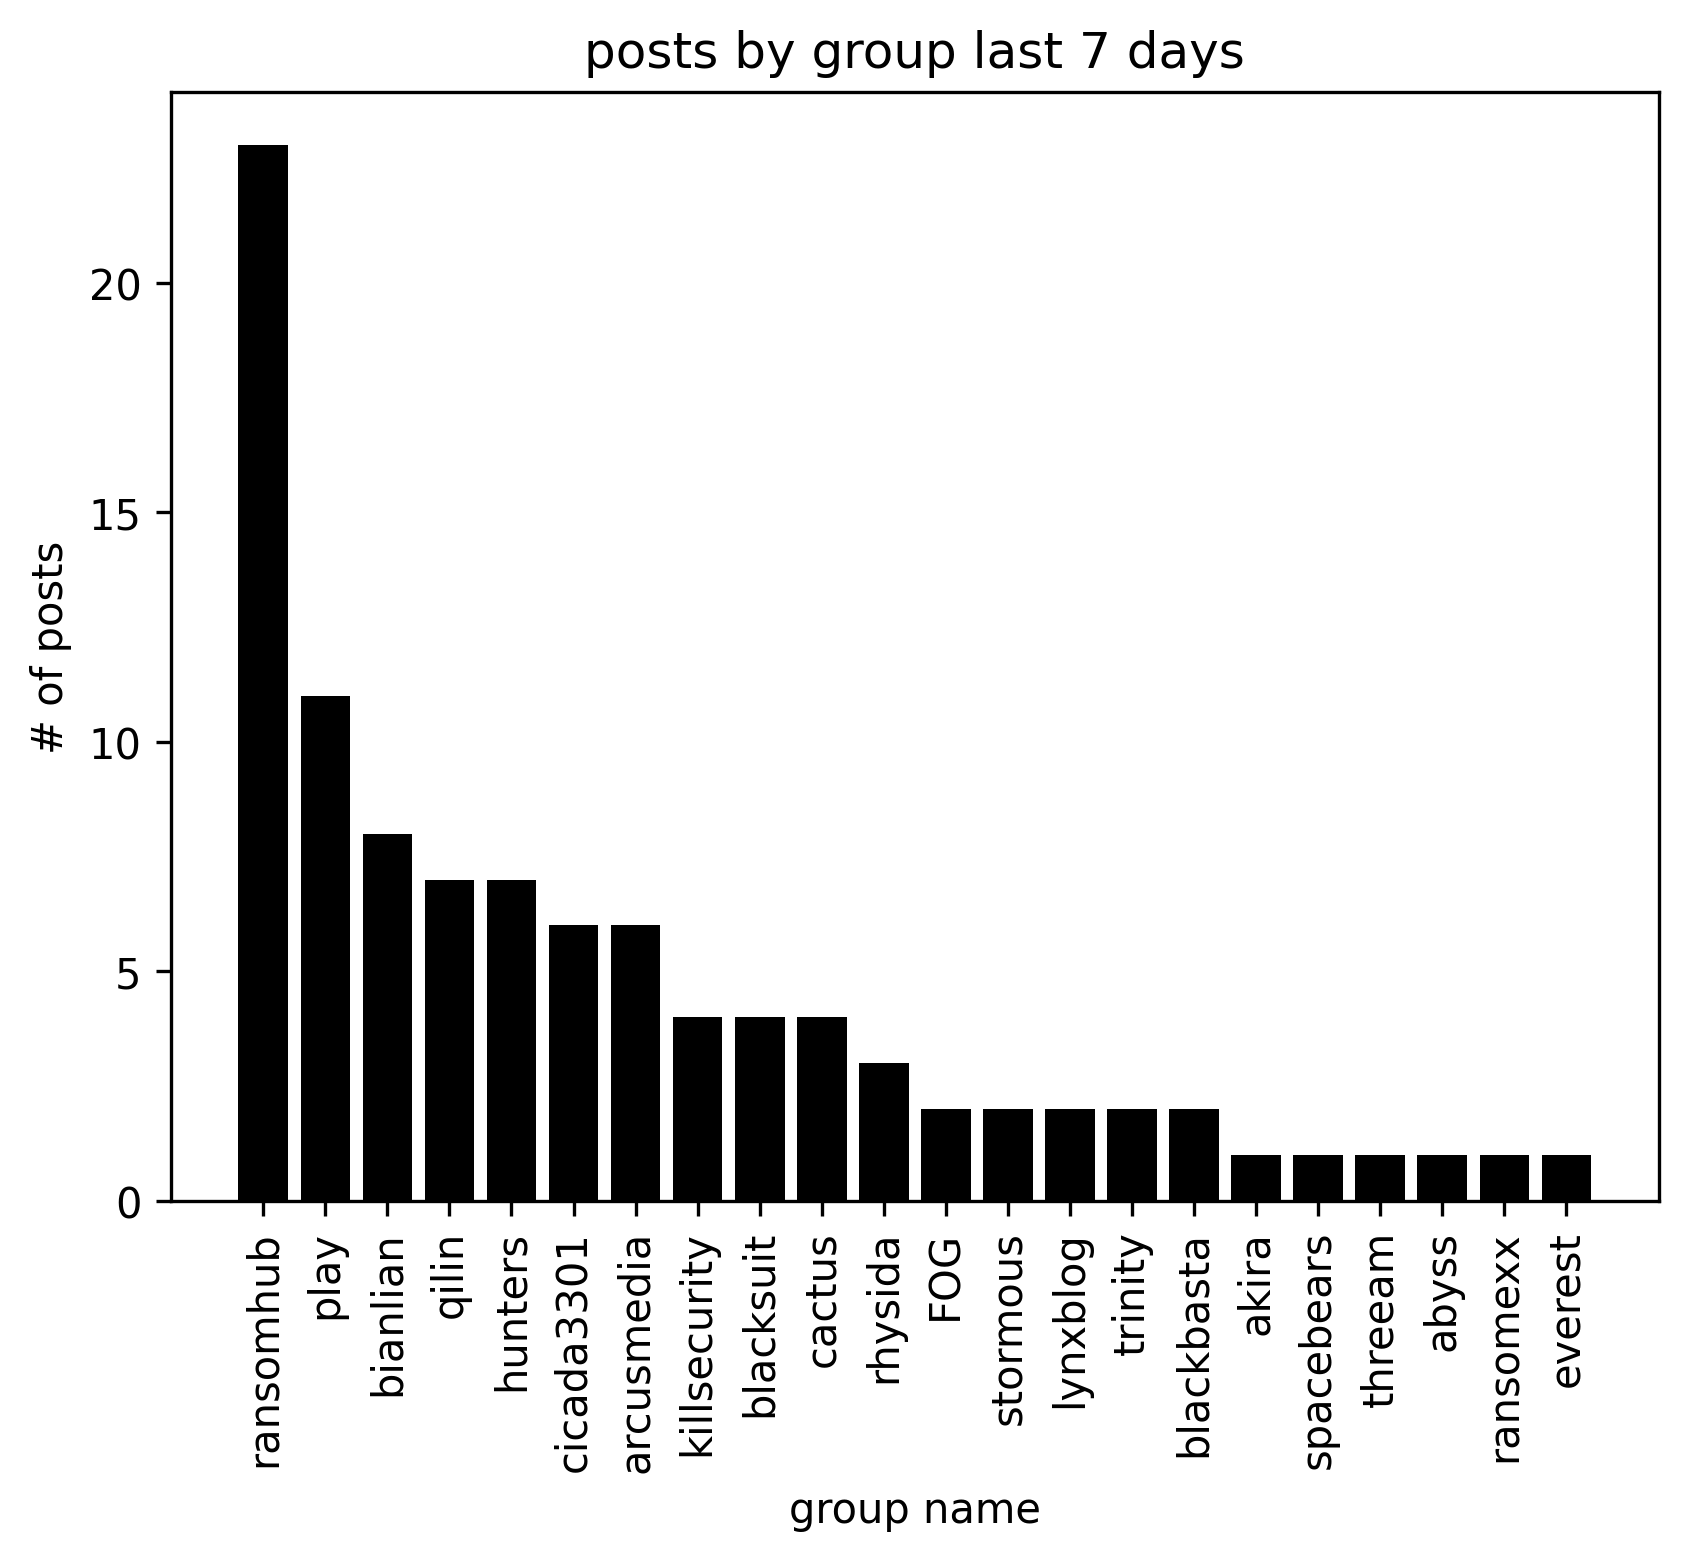 posts by group last 7 days
# of posts
20
15
10
5
0
ransomhub
play
bianlian
qilin
hunters
cicada3301
arcusmedia
killsecurity
blacksuit
cactus
rhysida
FOG
stormous
lynxblog
trinity
blackbasta
akira
spacebears
threeam
abyss
ransomexx
everest
group name